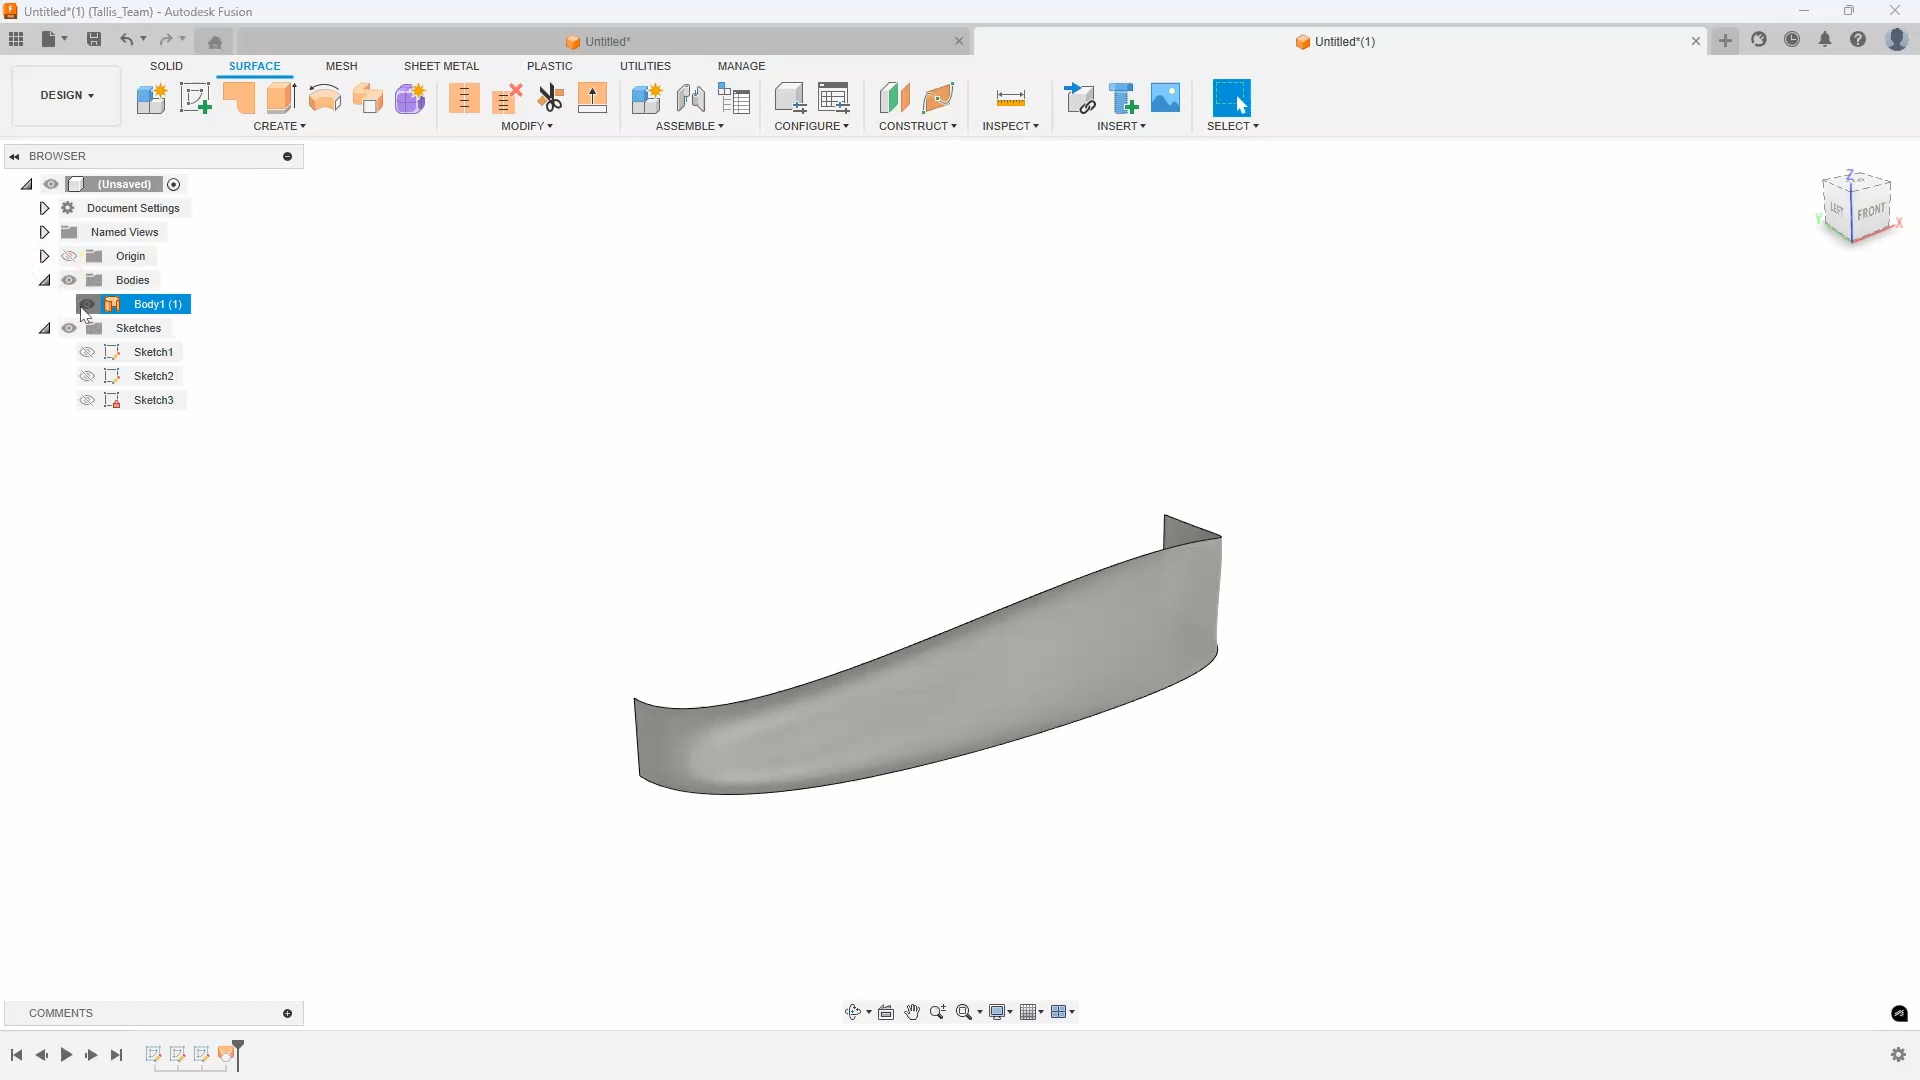 Untitled*(1) (Tallis_Team) - Autodesk Fusion
Untitled*
Untitled*(1)
DESIGN
SOLID SURFACE MESH SHEET METAL PLASTIC UTILITIES MANAGE
CREATE MODIFY ASSEMBLE CONFIGURE CONSTRUCT INSPECT INSERT SELECT
BROWSER
(Unsaved)
Document Settings
Named Views
Origin
Bodies
Body1 (1)
Sketches
Sketch1
Sketch2
Sketch3
Z
LEFT FRONT
Y X
COMMENTS